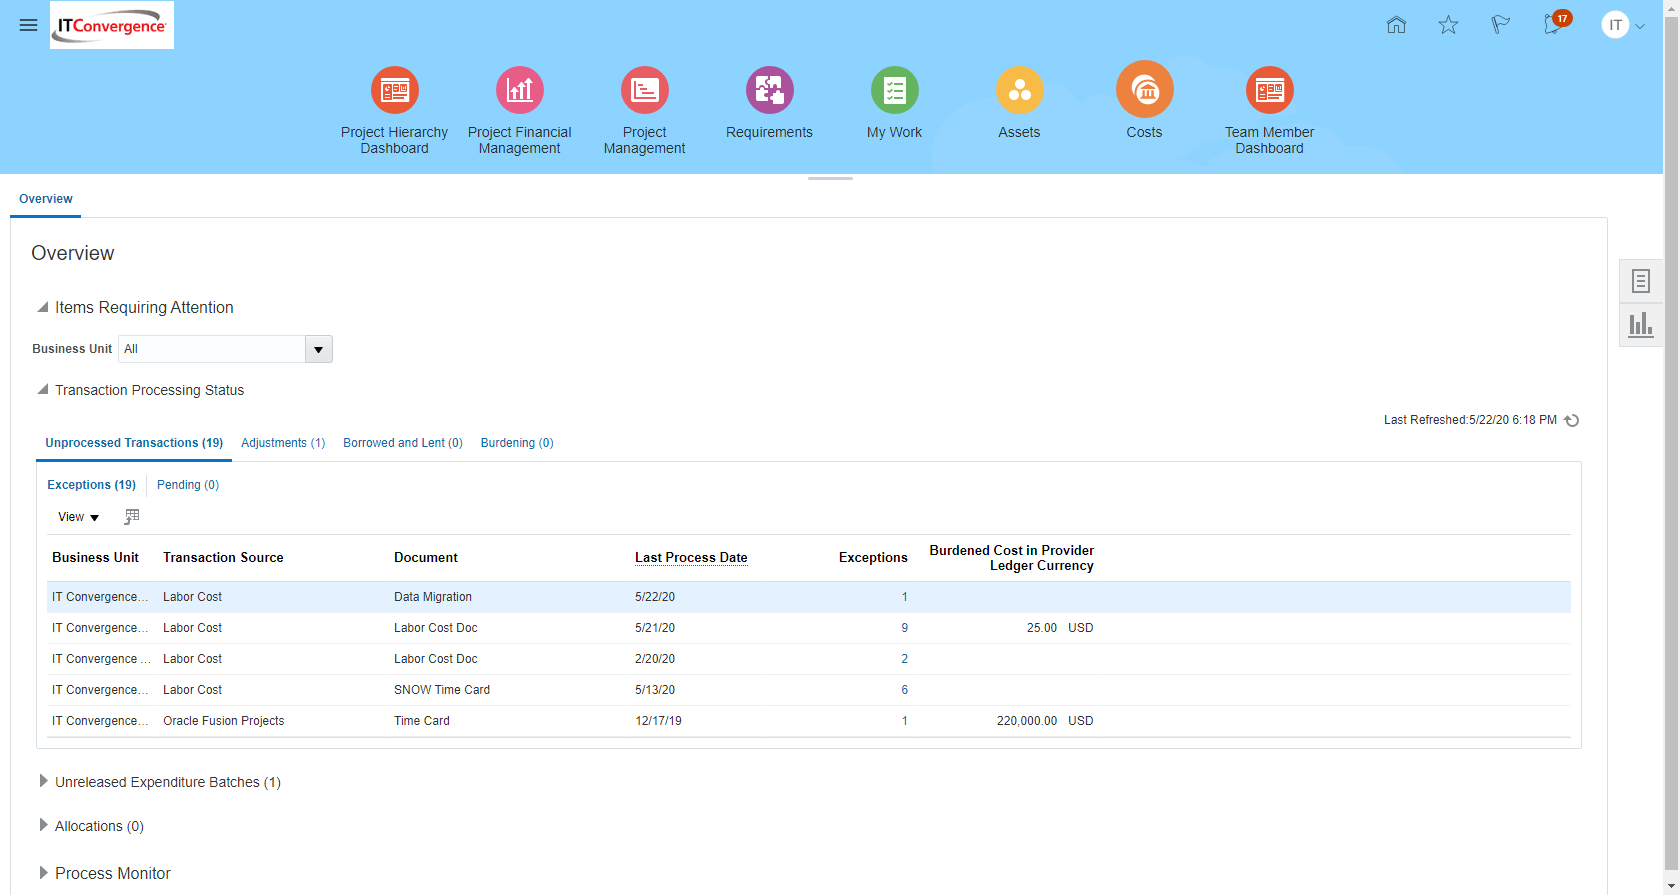 ITConvergence
17
IT
Project Hierarchy
Dashboard
Project Financial
Management
Project
Management
Requirements
My Work
Assets
Costs
Team Member
Dashboard
Overview
Overview
Items Requiring Attention
Business Unit All
Transaction Processing Status
Last Refreshed:5/22/20 6:18 PM
Unprocessed Transactions (19) Adjustments (1) Borrowed and Lent (0) Burdening (0)
Exceptions (19) Pending (0)
View
Business Unit Transaction Source Document Last Process Date Exceptions Burdened Cost in Provider
Ledger Currency
IT Convergence... Labor Cost Data Migration 5/22/20 1
IT Convergence... Labor Cost Labor Cost Doc 5/21/20 9 25.00 USD
IT Convergence ... Labor Cost Labor Cost Doc 2/20/20 2
IT Convergence... Labor Cost SNOW Time Card 5/13/20 6
IT Convergence... Oracle Fusion Projects Time Card 12/17/19 1 220,000.00 USD
Unreleased Expenditure Batches (1)
Allocations (0)
Process Monitor